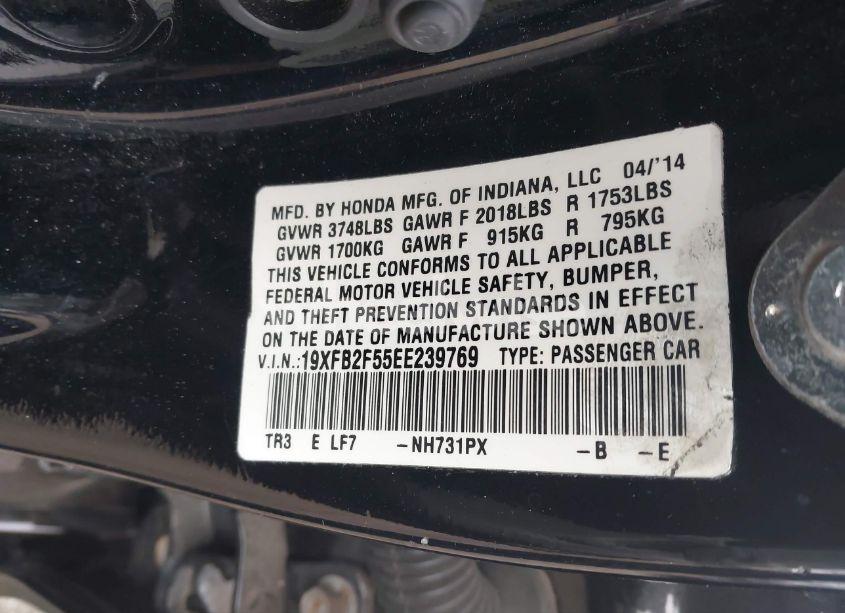 MFD. BY HONDA MFG. OF INDIANA, LLC 04/'14
GVWR 3748LBS GAWR F 2018LBS R 1753LBS
GVWR 1700KG GAWR F 915KG R 795KG
THIS VEHICLE CONFORMS TO ALL APPLICABLE
FEDERAL MOTOR VEHICLE SAFETY, BUMPER,
AND THEFT PREVENTION STANDARDS IN EFFECT
ON THE DATE OF MANUFACTURE SHOWN ABOVE.
V.I.N.:19XFB2F55EE239769 TYPE: PASSENGER CAR
TR3 E LF7 -NH731PX -B -E